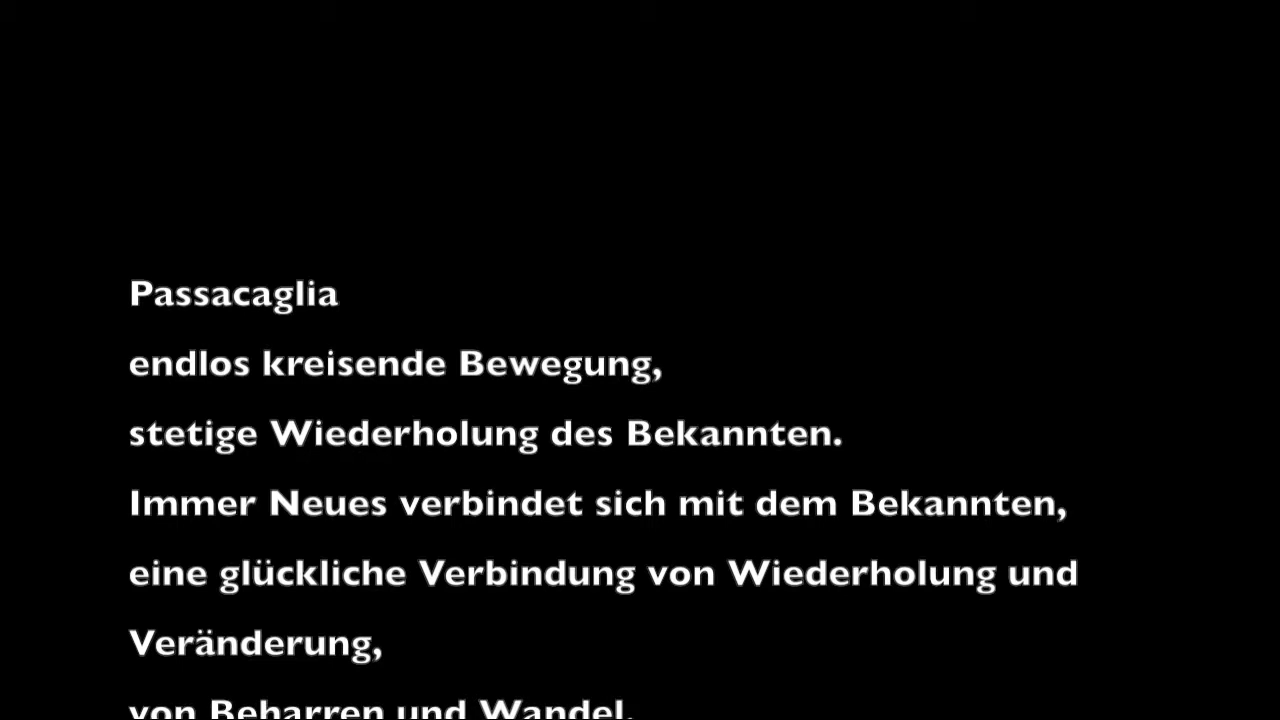 Passacaglia
endlos kreisende Bewegung,
stetige Wiederholung des Bekannten.
Immer Neues verbindet sich mit dem Bekannten,
eine glückliche Verbindung von Wiederholung und
Veränderung,
von Beharren und Wandel.